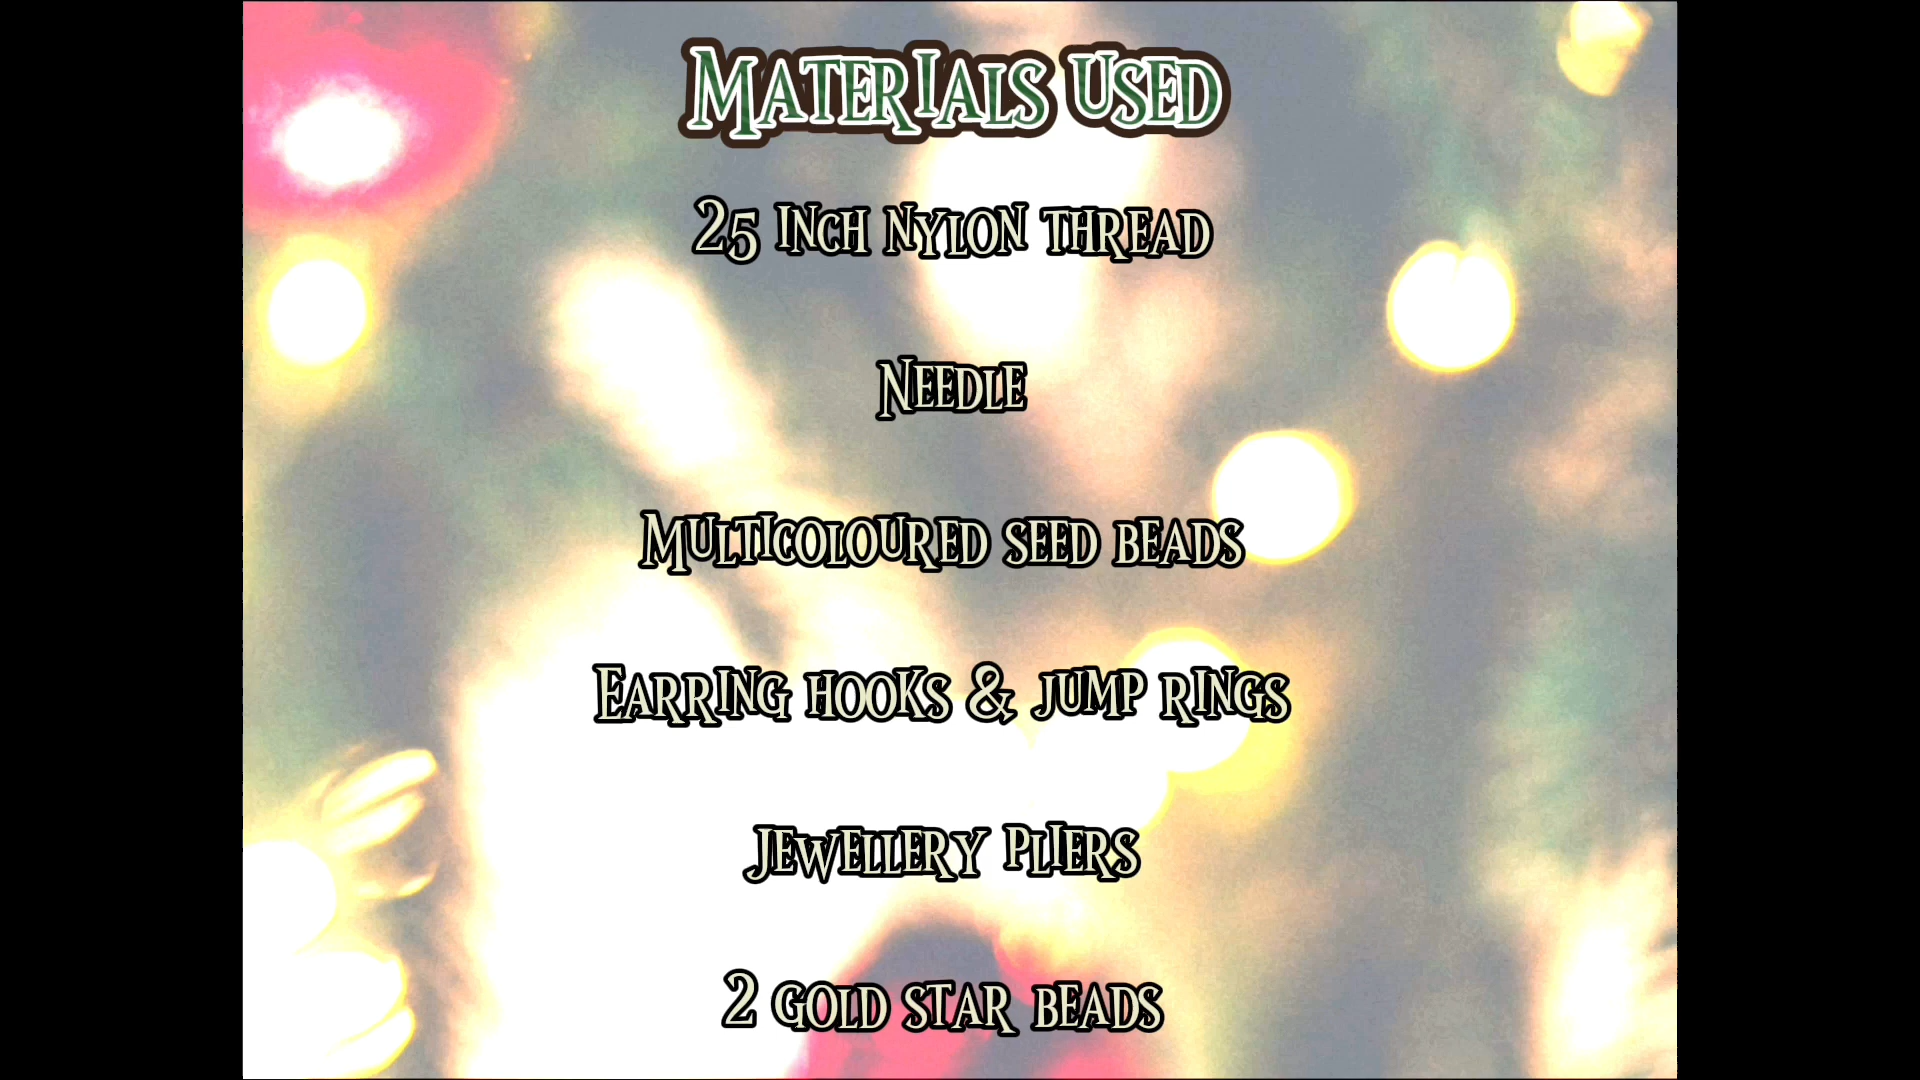 Materials used
25 inch nylon thread
Needle
Multicoloured seed beads
Earring hooks & jump rings
Jewellery pliers
2 gold star beads